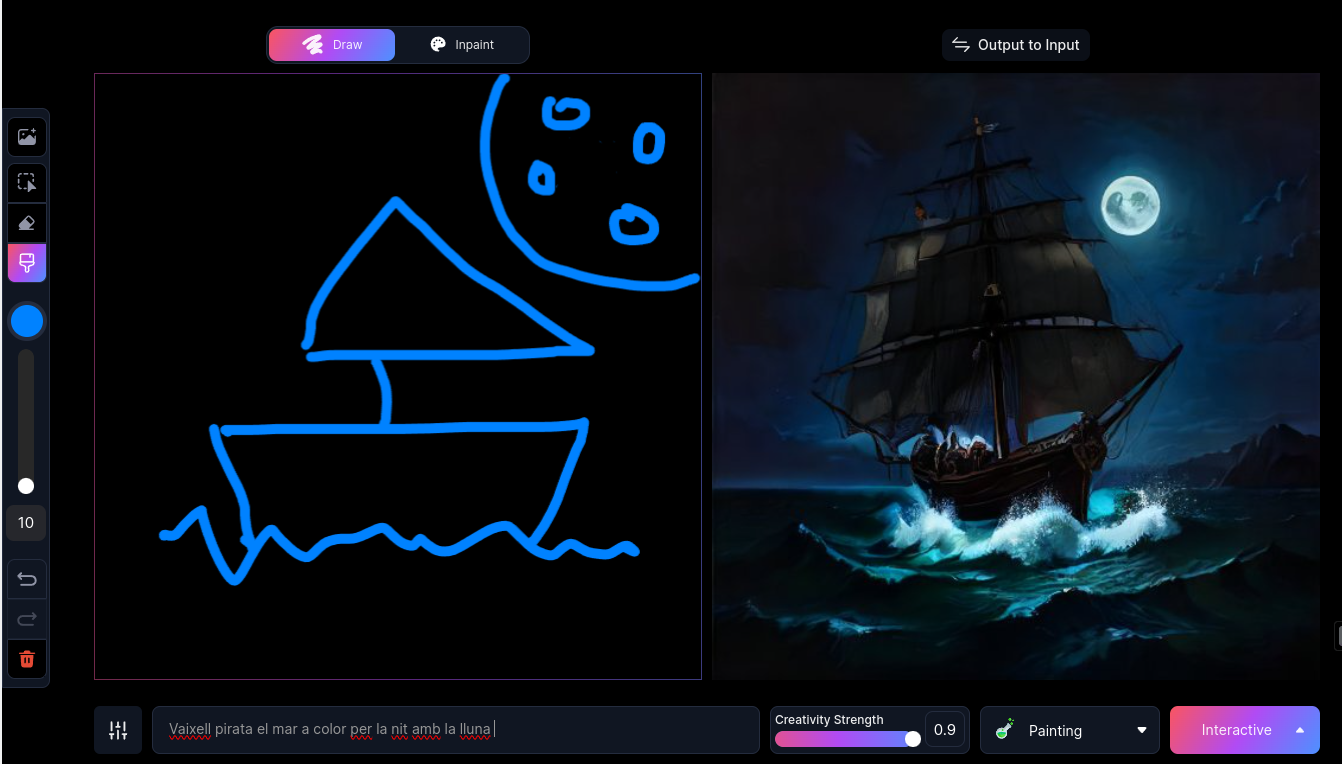 Draw
Inpaint
Output to Input
10
Vaixell pirata el mar a color per la nit amb la lluna
Creativity Strength
0.9
Painting
Interactive